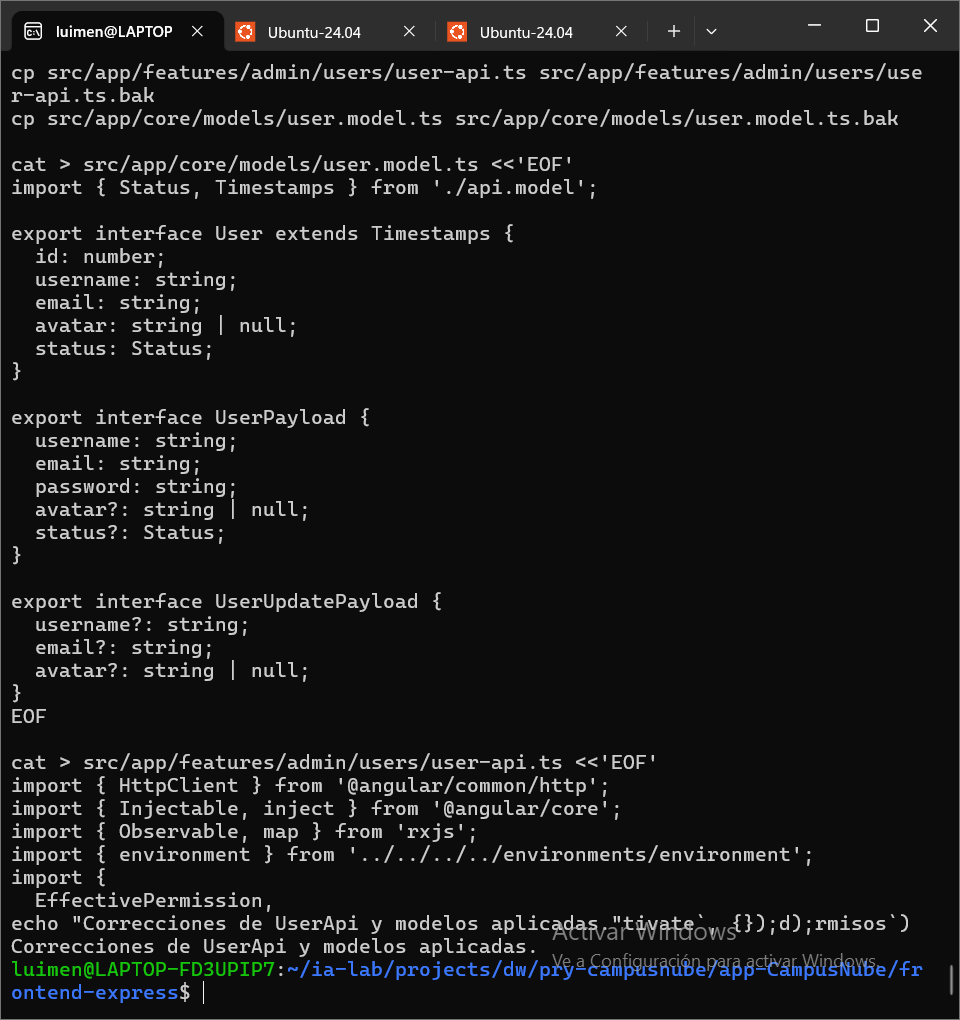 luimen@LAPTOP
Ubuntu-24.04
Ubuntu-24.04
cp src/app/features/admin/users/user-api.ts src/app/features/admin/users/use
r-api.ts.bak
cp src/app/core/models/user.model.ts src/app/core/models/user.model.ts.bak
cat > src/app/core/models/user.model.ts <<'EOF'
import { Status, Timestamps } from './api.model';
export interface User extends Timestamps {
  id: number;
  username: string;
  email: string;
  avatar: string | null;
  status: Status;
}
export interface UserPayload {
  username: string;
  email: string;
  password: string;
  avatar?: string | null;
  status?: Status;
}
export interface UserUpdatePayload {
  username?: string;
  email?: string;
  avatar?: string | null;
}
EOF
cat > src/app/features/admin/users/user-api.ts <<'EOF'
import { HttpClient } from '@angular/common/http';
import { Injectable, inject } from '@angular/core';
import { Observable, map } from 'rxjs';
import { environment } from '../../../../environments/environment';
import {
  EffectivePermission,
echo "Correcciones de UserApi y modelos aplicadas."tivate`, {});d);rmisos`)
Correcciones de UserApi y modelos aplicadas.
luimen@LAPTOP-FD3UPIP7:~/ia-lab/projects/dw/pry-campusnube/app-CampusNube/fr
ontend-express$
Activar Windows
Ve a Configuración para activar Windows.